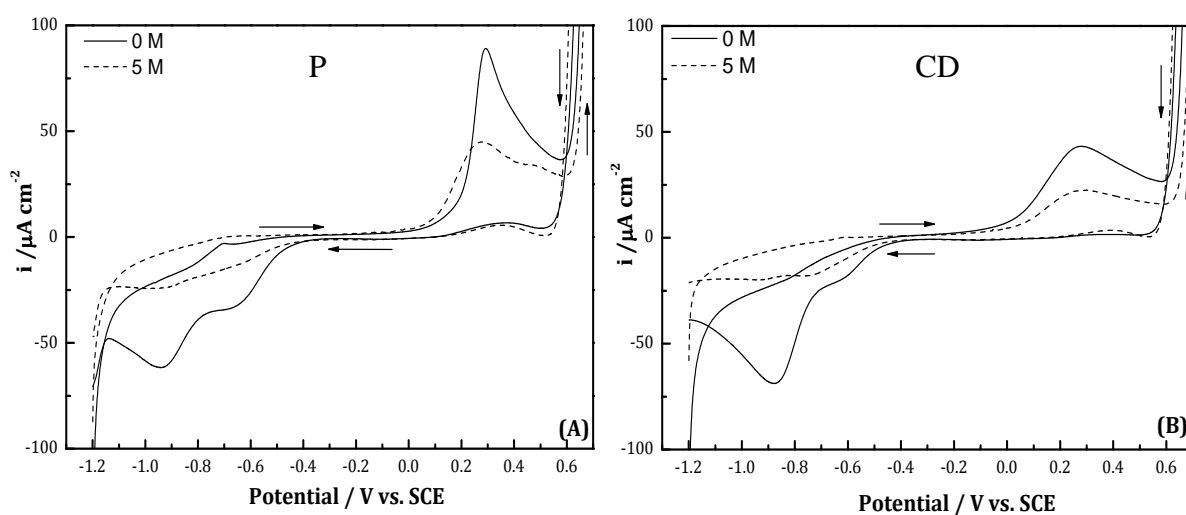 0 M
5 M
P
i / µA cm-2
100
50
0
-50
-100
-1.2 -1.0 -0.8 -0.6 -0.4 -0.2 0.0 0.2 0.4 0.6
Potential / V vs. SCE
(A)
0 M
5 M
CD
i / µA cm-2
100
50
0
-50
-100
-1.2 -1.0 -0.8 -0.6 -0.4 -0.2 0.0 0.2 0.4 0.6
Potential / V vs. SCE
(B)